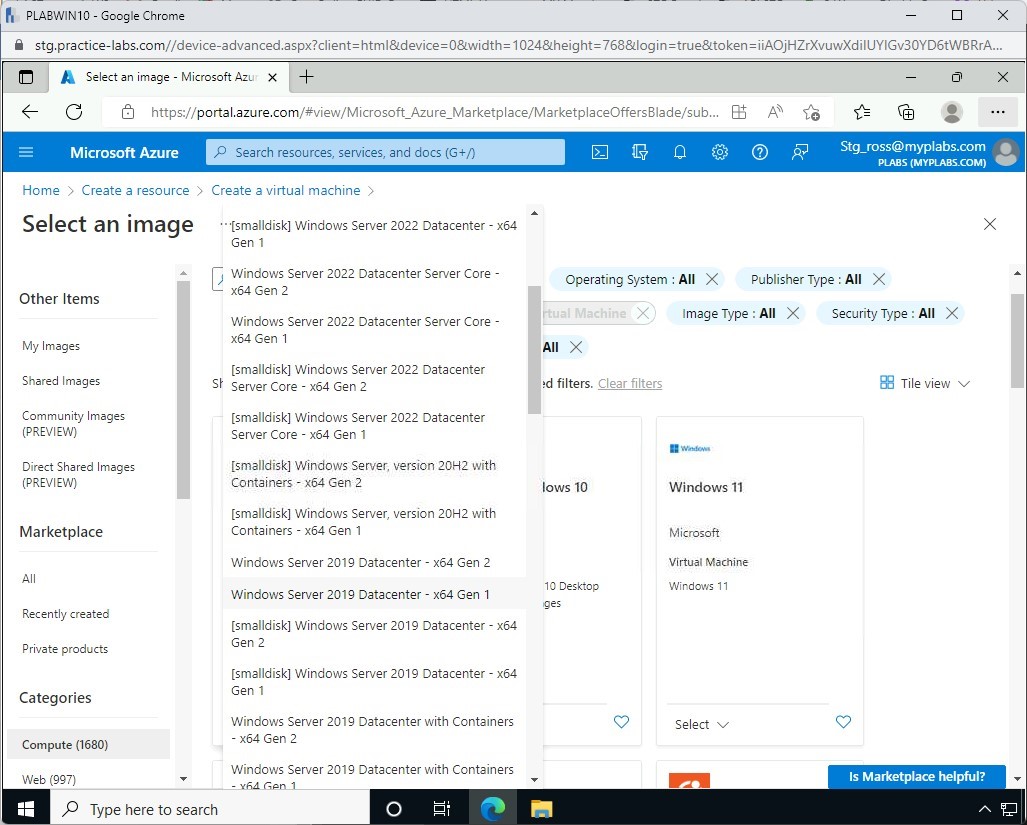 PLABWIN10 - Google Chrome
stg.practice-labs.com//device-advanced.aspx?client=html&device=0&width=1024&height=768&login=true&token=iiAOjHZrXvuwXdiIUYIGv30YD6tWBRrA...
Select an image - Microsoft Azur
https://portal.azure.com/#view/Microsoft_Azure_Marketplace/MarketplaceOffersBlade/sub...
Microsoft Azure
Search resources, services, and docs (G+/)
Stg_ross@myplabs.com
PLABS (MYPLABS.COM)
Home > Create a resource > Create a virtual machine >
Select an image
...
Other Items
My Images
Shared Images
Community Images
(PREVIEW)
Direct Shared Images
(PREVIEW)
Marketplace
All
Recently created
Private products
Categories
Compute (1680)
Web (997)
[smalldisk] Windows Server 2022 Datacenter - x64
Gen 1
Windows Server 2022 Datacenter Server Core -
x64 Gen 2
Windows Server 2022 Datacenter Server Core -
x64 Gen 1
[smalldisk] Windows Server 2022 Datacenter
Server Core - x64 Gen 2
[smalldisk] Windows Server 2022 Datacenter
Server Core - x64 Gen 1
[smalldisk] Windows Server, version 20H2 with
Containers - x64 Gen 2
[smalldisk] Windows Server, version 20H2 with
Containers - x64 Gen 1
Windows Server 2019 Datacenter - x64 Gen 2
Windows Server 2019 Datacenter - x64 Gen 1
[smalldisk] Windows Server 2019 Datacenter - x64
Gen 2
[smalldisk] Windows Server 2019 Datacenter - x64
Gen 1
Windows Server 2019 Datacenter with Containers
- x64 Gen 2
Windows Server 2019 Datacenter with Containers
- x64 Gen 1
Operating System : All
Publisher Type : All
rtual Machine
Image Type : All
Security Type : All
All
Sh
ed filters. Clear filters
Tile view
lows 10
10 Desktop
ges
Windows
Windows 11
Microsoft
Virtual Machine
Windows 11
Select
Is Marketplace helpful?
Type here to search